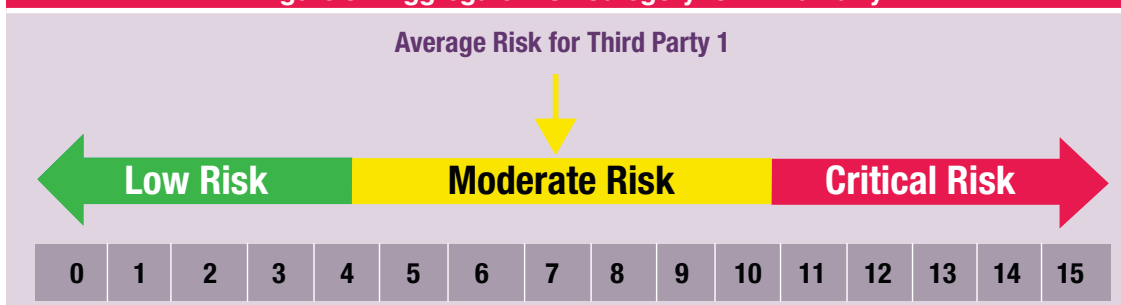 Average Risk for Third Party 1
Low Risk Moderate Risk Critical Risk
0 1 2 3 4 5 6 7 8 9 10 11 12 13 14 15